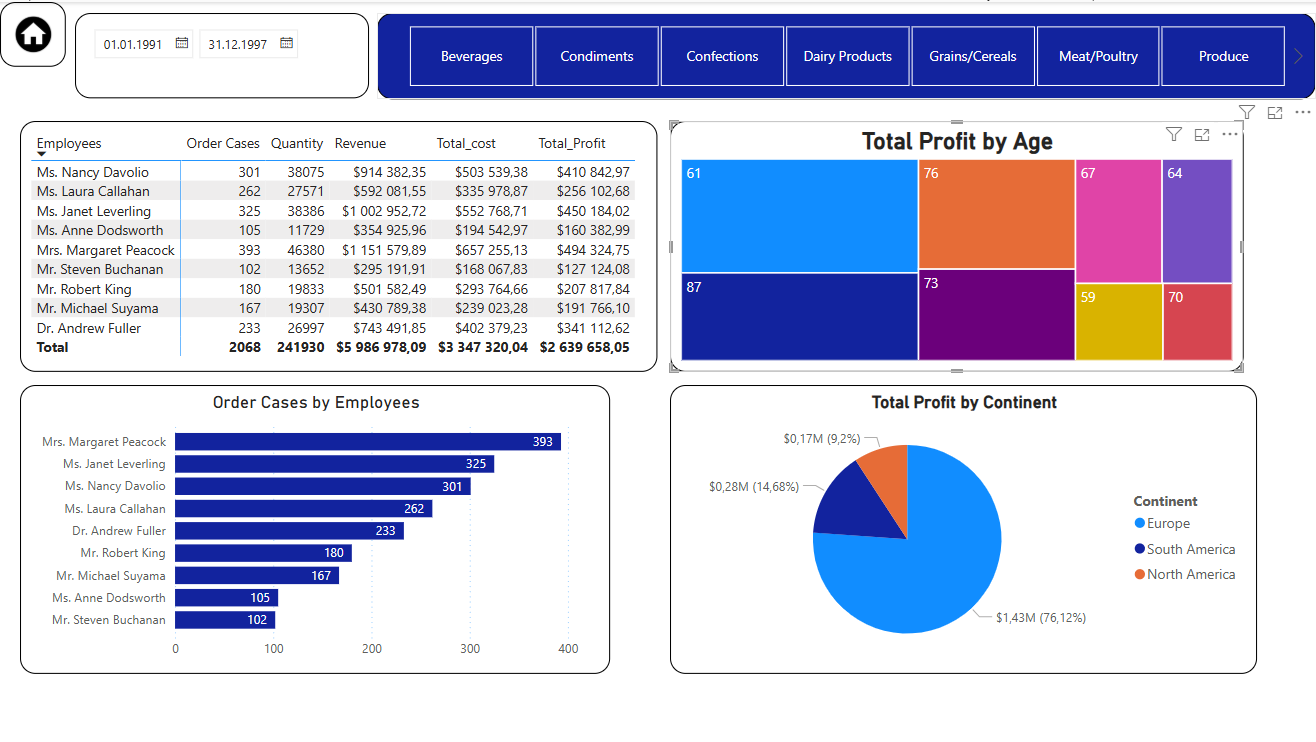 01.01.1991 31.12.1997
Beverages Condiments Confections Dairy Products Grains/Cereals Meat/Poultry Produce
Employees Order Cases Quantity Revenue Total_cost Total_Profit
Ms. Nancy Davolio 301 38075 $914 382,35 $503 539,38 $410 842,97
Ms. Laura Callahan 262 27571 $592 081,55 $335 978,87 $256 102,68
Ms. Janet Leverling 325 38386 $1 002 952,72 $552 768,71 $450 184,02
Ms. Anne Dodsworth 105 11729 $354 925,96 $194 542,97 $160 382,99
Mrs. Margaret Peacock 393 46380 $1 151 579,89 $657 255,13 $494 324,75
Mr. Steven Buchanan 102 13652 $295 191,91 $168 067,83 $127 124,08
Mr. Robert King 180 19833 $501 582,49 $293 764,66 $207 817,84
Mr. Michael Suyama 167 19307 $430 789,38 $239 023,28 $191 766,10
Dr. Andrew Fuller 233 26997 $743 491,85 $402 379,23 $341 112,62
Total 2068 241930 $5 986 978,09 $3 347 320,04 $2 639 658,05
Total Profit by Age
61 76 67 64
87 73 59 70
Order Cases by Employees
Mrs. Margaret Peacock 393
Ms. Janet Leverling 325
Ms. Nancy Davolio 301
Ms. Laura Callahan 262
Dr. Andrew Fuller 233
Mr. Robert King 180
Mr. Michael Suyama 167
Ms. Anne Dodsworth 105
Mr. Steven Buchanan 102
0 100 200 300 400
Total Profit by Continent
$0,17M (9,2%)
$0,28M (14,68%)
$1,43M (76,12%)
Continent
Europe
South America
North America